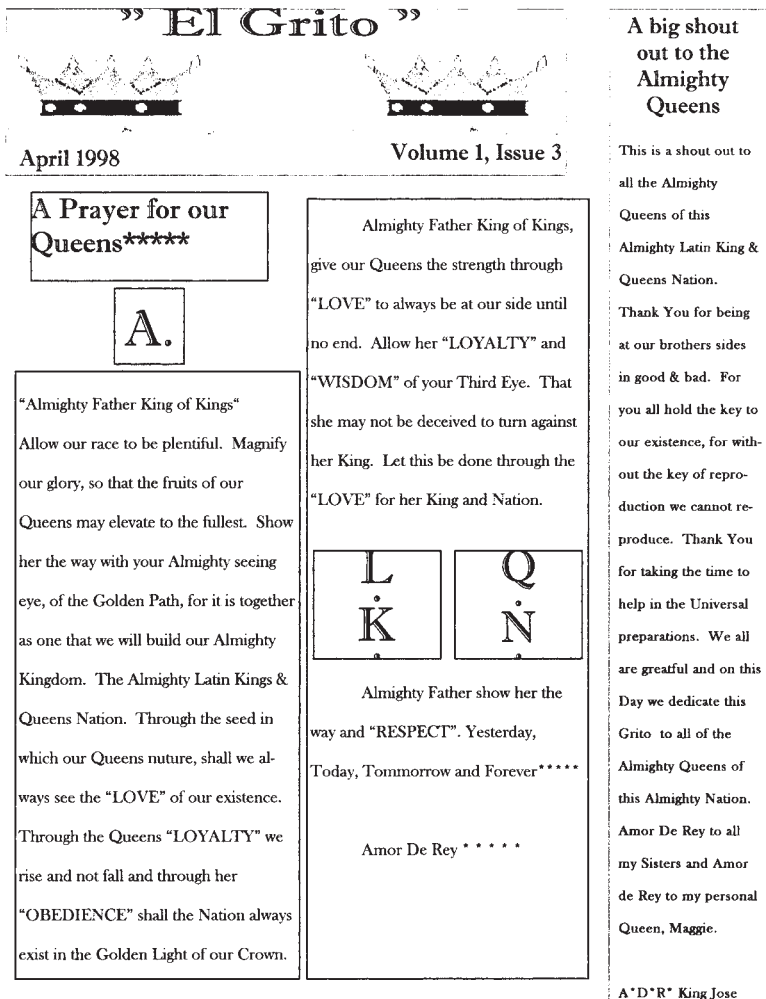 ” El Grito ”
April 1998
Volume 1, Issue 3
A Prayer for our
Queens*****
A.
“Almighty Father King of Kings“
Allow our race to be plentiful. Magnify
our glory, so that the fruits of our
Queens may elevate to the fullest. Show
her the way with your Almighty seeing
eye, of the Golden Path, for it is together
as one that we will build our Almighty
Kingdom. The Almighty Latin Kings &
Queens Nation. Through the seed in
which our Queens nuture, shall we al-
ways see the “LOVE” of our existence.
Through the Queens “LOYALTY” we
rise and not fall and through her
“OBEDIENCE” shall the Nation always
exist in the Golden Light of our Crown.
Almighty Father King of Kings,
give our Queens the strength through
“LOVE” to always be at our side until
no end. Allow her “LOYALTY” and
“WISDOM” of your Third Eye. That
she may not be deceived to turn against
her King. Let this be done through the
“LOVE” for her King and Nation.
L.
K.
Q.
N.
Almighty Father show her the
way and “RESPECT”. Yesterday,
Today, Tommorrow and Forever*****
Amor De Rey * * * * *
A big shout
out to the
Almighty
Queens
This is a shout out to
all the Almighty
Queens of this
Almighty Latin King &
Queens Nation.
Thank You for being
at our brothers sides
in good & bad. For
you all hold the key to
our existence, for with-
out the key of repro-
duction we cannot re-
produce. Thank You
for taking the time to
help in the Universal
preparations. We all
are greatful and on this
Day we dedicate this
Grito to all of the
Almighty Queens of
this Almighty Nation.
Amor De Rey to all
my Sisters and Amor
de Rey to my personal
Queen, Maggie.
A*D*R* King Jose